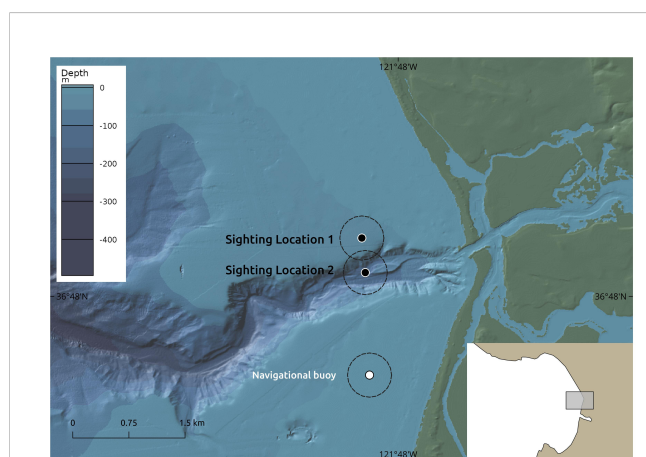 Depth
m
0
-100
-200
-300
-400
121°48'W
Sighting Location 1
Sighting Location 2
36°48'N
36°48'N
Navigational buoy
0 0.75 1.5 km
121°48'W